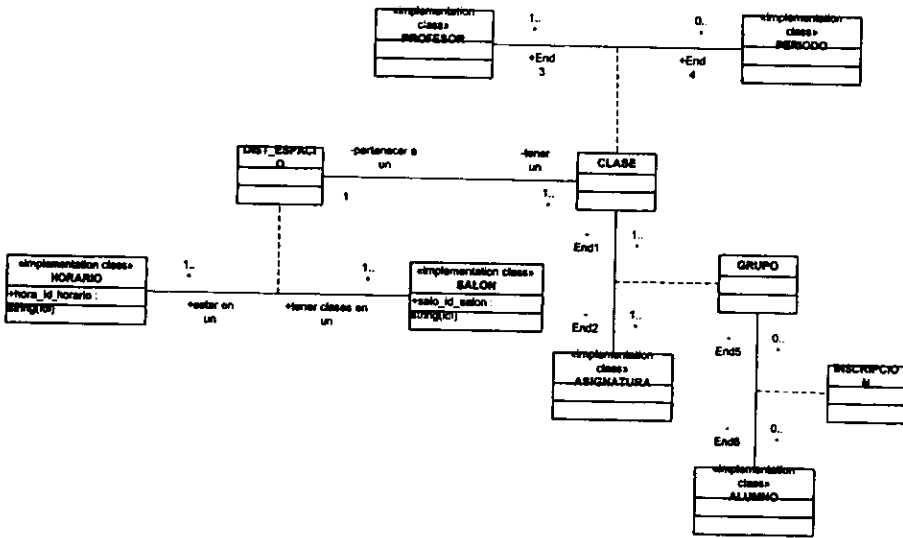 «implementation
class»
PROFESOR
1..
*
+End
3
0..
*
+End
4
«implementation
class»
PERIODO
DIST_ESPACI
O
-pertenecer a
un
1
-tener
un
1..
*
CLASE
«implementation class»
HORARIO
+hora_id_horario :
string(idl)
1..
*
+estar en
un
1..
*
+tener clases en
un
«implementation class»
SALON
+salo_id_salon :
string(idl)
-
End1
1..
*
-
End2
1..
*
«implementation
class»
ASIGNATURA
GRUPO
-
End5
0..
*
INSCRIPCIO
N
-
End6
0..
*
«implementation
class»
ALUMNO